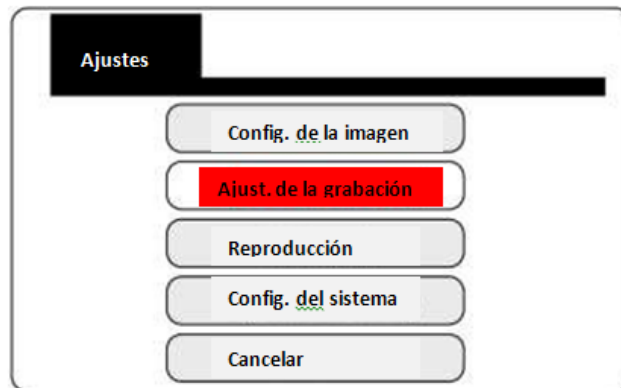 Ajustes
Config. de la imagen
Ajust. de la grabación
Reproducción
Config. del sistema
Cancelar